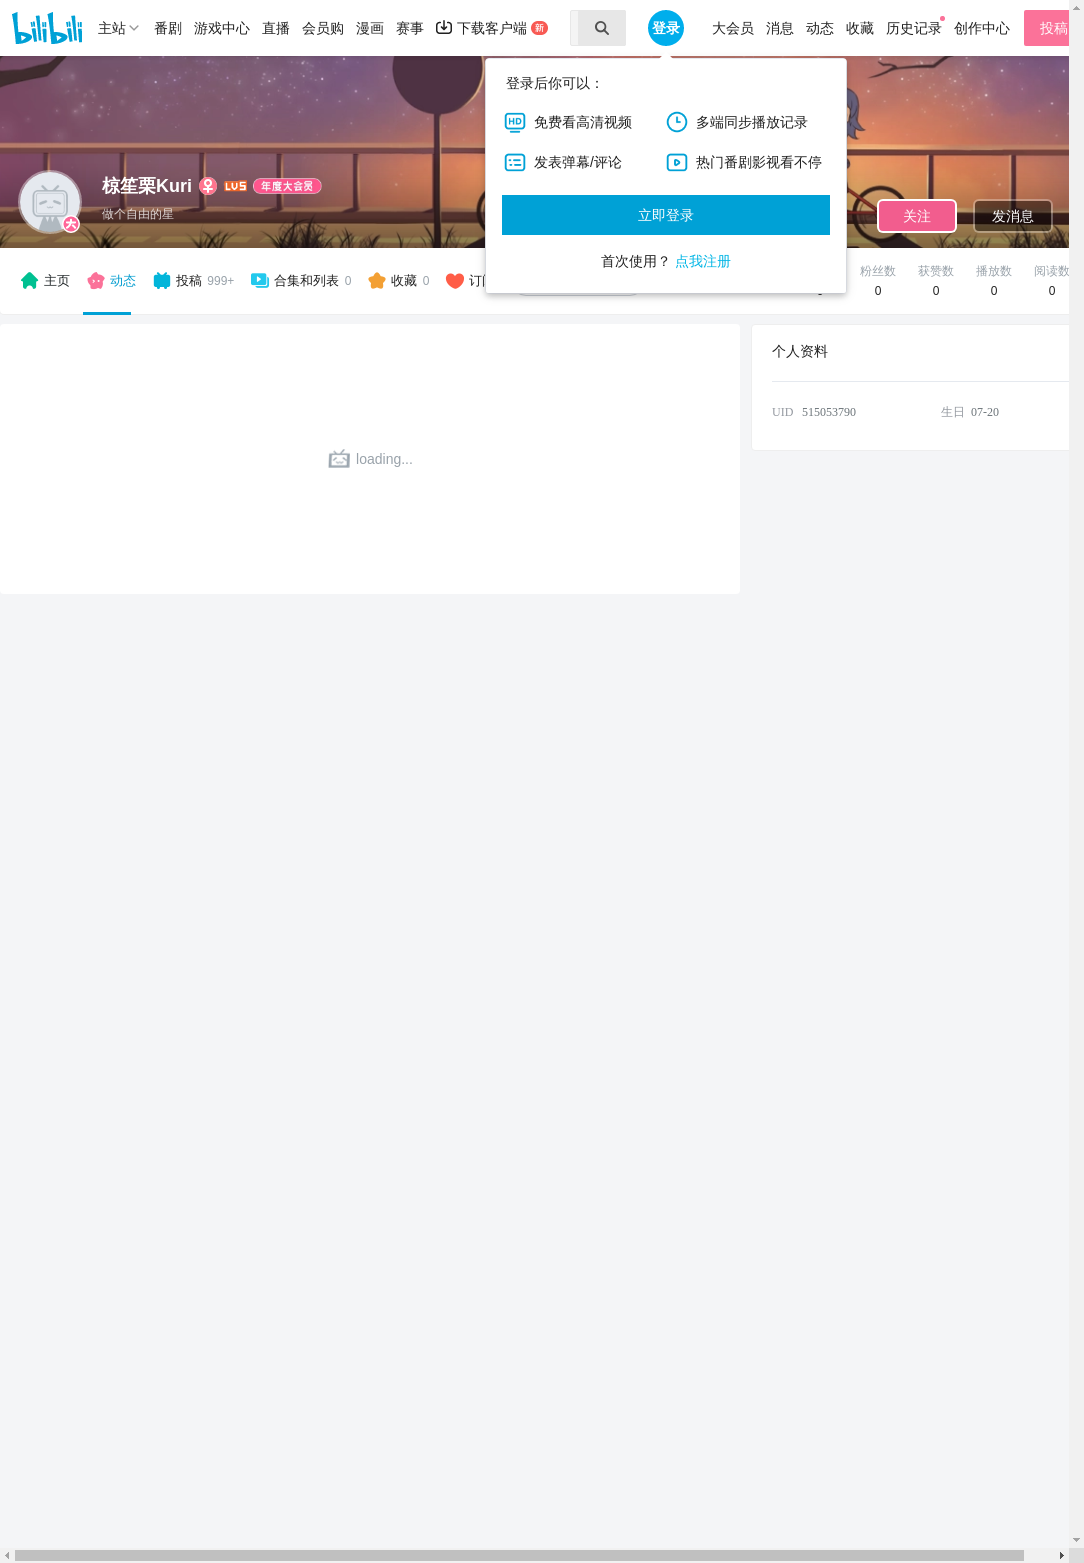 bilibili 主站 番剧 游戏中心 直播 会员购 漫画 赛事 下载客户端 新 登录 大会员 消息 动态 收藏 历史记录 创作中心 投稿
登录后你可以：
免费看高清视频 多端同步播放记录
发表弹幕/评论 热门番剧影视看不停
立即登录
首次使用？ 点我注册
椋笙栗Kuri LV5 年度大会员
做个自由的星
大
关注 发消息
主页 动态 投稿 999+ 合集和列表 0 收藏 0
粉丝数 获赞数 播放数 阅读数
0 0 0 0
loading...
个人资料
UID 515053790 生日 07-20